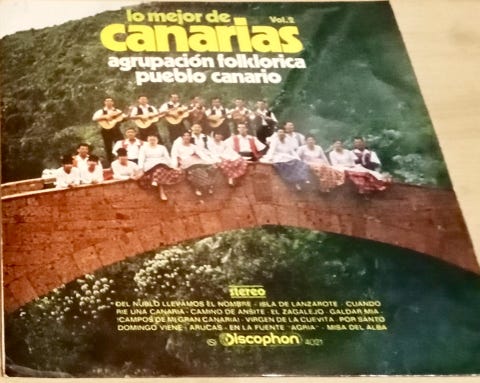 lo mejor de Vol.2
canarias
agrupación folklorica
pueblo canario
stereo
DEL NUBLO LLEVAMOS EL NOMBRE - ISLA DE LANZAROTE - CUANDO
RIE UNA CANARIA - CAMINO DE ANSITE - EL ZAGALEJO - GALDAR MIA
¡CAMPOS DE MI GRAN CANARIA! - VIRGEN DE LA CUEVITA - POR SANTO
DOMINGO VIENE - ARUCAS - EN LA FUENTE "AGRIA" - MISA DEL ALBA
(S) Discophon 4021